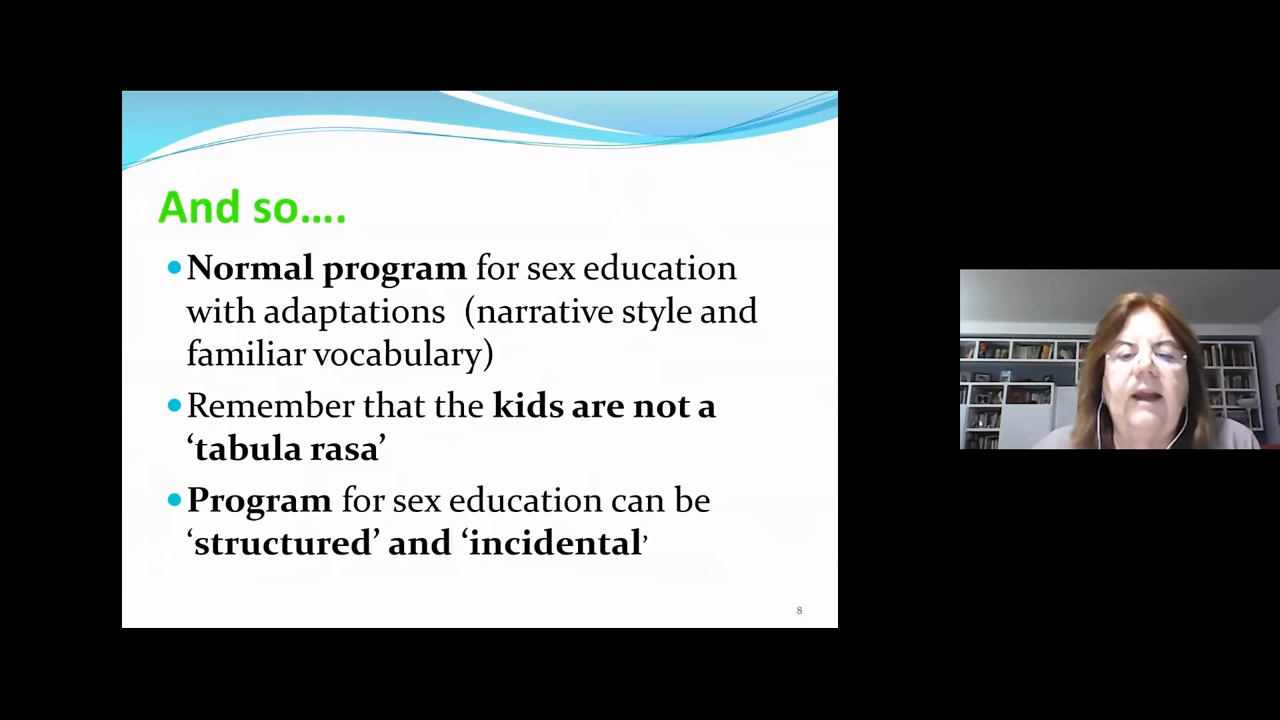 And so....
•Normal program for sex education
with adaptations (narrative style and
familiar vocabulary)
•Remember that the kids are not a
‘tabula rasa’
•Program for sex education can be
‘structured’ and ‘incidental’
8